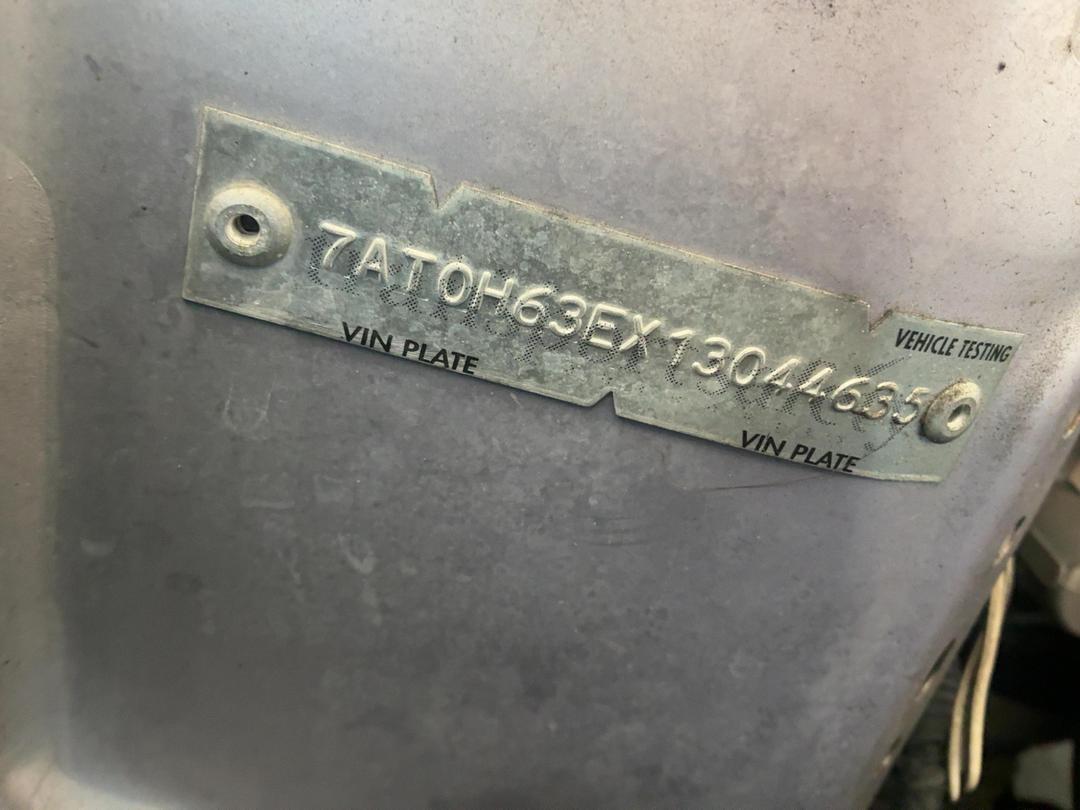 VEHICLE TESTING
7AT0H63EX13044635
VIN PLATE
VIN PLATE